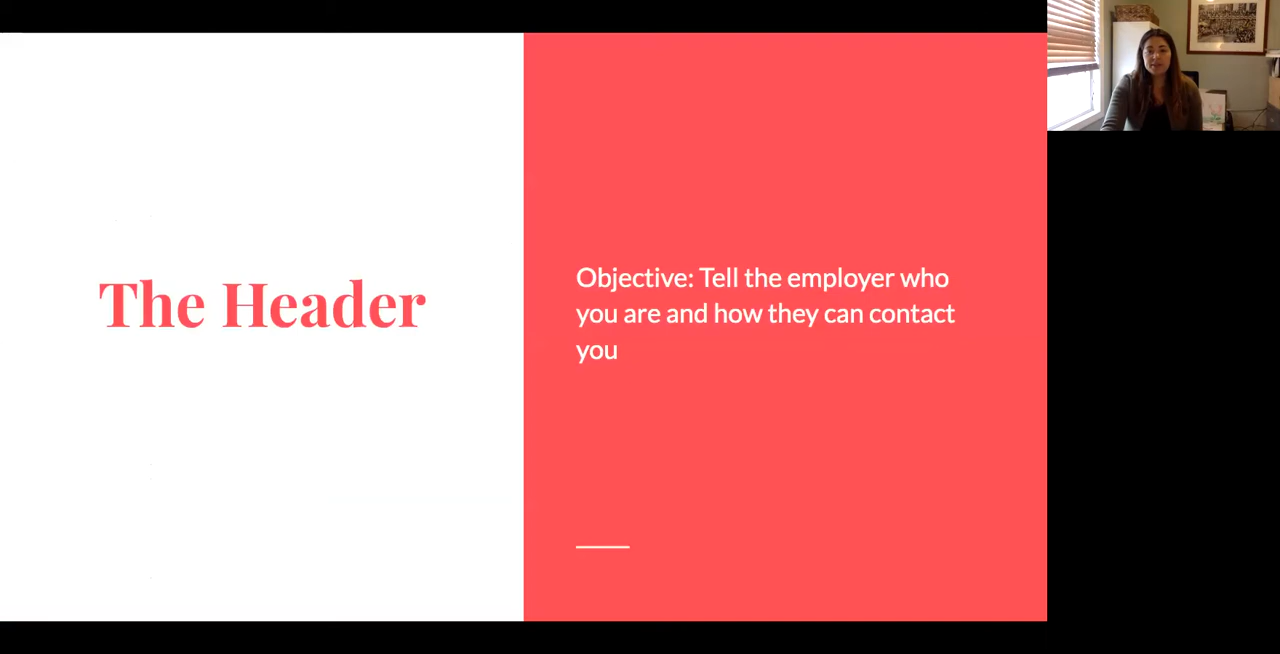 The Header
Objective: Tell the employer who
you are and how they can contact
you